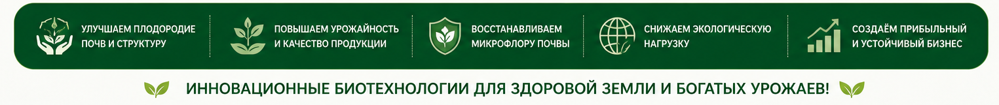 УЛУЧШАЕМ ПЛОДОРОДИЕ
ПОЧВ И СТРУКТУРУ
ПОВЫШАЕМ УРОЖАЙНОСТЬ
И КАЧЕСТВО ПРОДУКЦИИ
ВОССТАНАВЛИВАЕМ
МИКРОФЛОРУ ПОЧВЫ
СНИЖАЕМ ЭКОЛОГИЧЕСКУЮ
НАГРУЗКУ
СОЗДАЁМ ПРИБЫЛЬНЫЙ
И УСТОЙЧИВЫЙ БИЗНЕС
ИННОВАЦИОННЫЕ БИОТЕХНОЛОГИИ ДЛЯ ЗДОРОВОЙ ЗЕМЛИ И БОГАТЫХ УРОЖАЕВ!